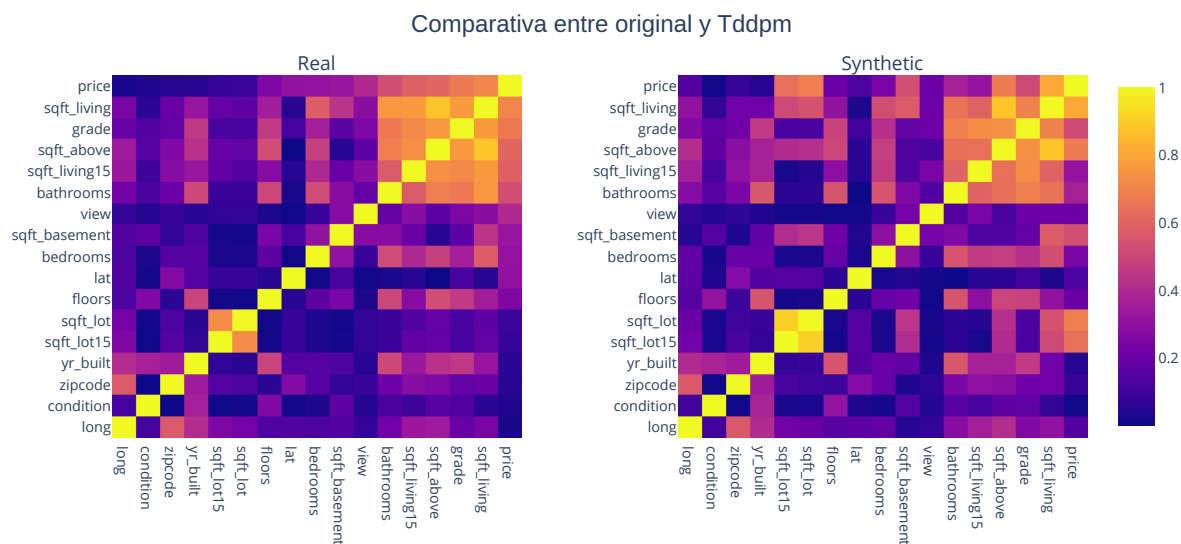 Comparativa entre original y Tddpm
Real
Synthetic
price
sqft_living
grade
sqft_above
sqft_living15
bathrooms
view
sqft_basement
bedrooms
lat
floors
sqft_lot
sqft_lot15
yr_built
zipcode
condition
long
long
condition
zipcode
yr_built
sqft_lot15
sqft_lot
floors
lat
bedrooms
sqft_basement
view
bathrooms
sqft_living15
sqft_above
grade
sqft_living
price
price
sqft_living
grade
sqft_above
sqft_living15
bathrooms
view
sqft_basement
bedrooms
lat
floors
sqft_lot
sqft_lot15
yr_built
zipcode
condition
long
long
condition
zipcode
yr_built
sqft_lot15
sqft_lot
floors
lat
bedrooms
sqft_basement
view
bathrooms
sqft_living15
sqft_above
grade
sqft_living
price
1
0.8
0.6
0.4
0.2